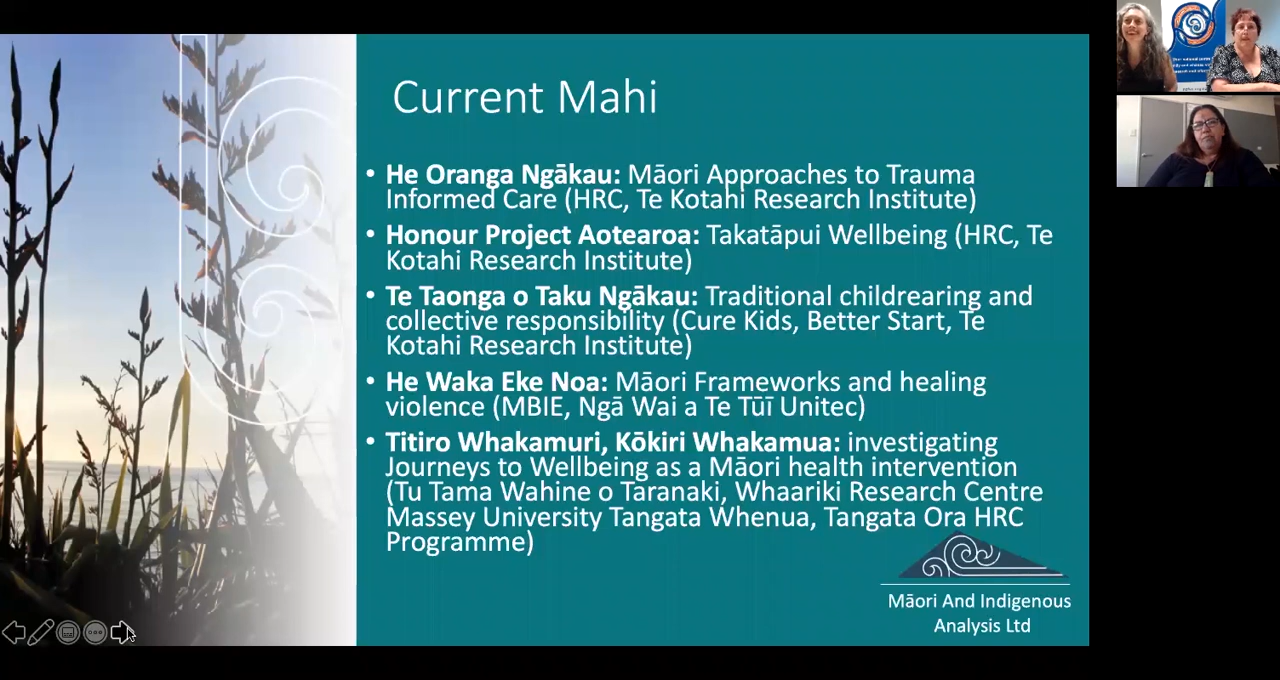 Current Mahi
• He Oranga Ngākau: Māori Approaches to Trauma
Informed Care (HRC, Te Kotahi Research Institute)
• Honour Project Aotearoa: Takatāpui Wellbeing (HRC, Te
Kotahi Research Institute)
• Te Taonga o Taku Ngākau: Traditional childrearing and
collective responsibility (Cure Kids, Better Start, Te
Kotahi Research Institute)
• He Waka Eke Noa: Māori Frameworks and healing
violence (MBIE, Ngā Wai a Te Tūī Unitec)
• Titiro Whakamuri, Kōkiri Whakamua: investigating
Journeys to Wellbeing as a Māori health intervention
(Tu Tama Wahine o Taranaki, Whaariki Research Centre
Massey University Tangata Whenua, Tangata Ora HRC
Programme)
Māori And Indigenous
Analysis Ltd